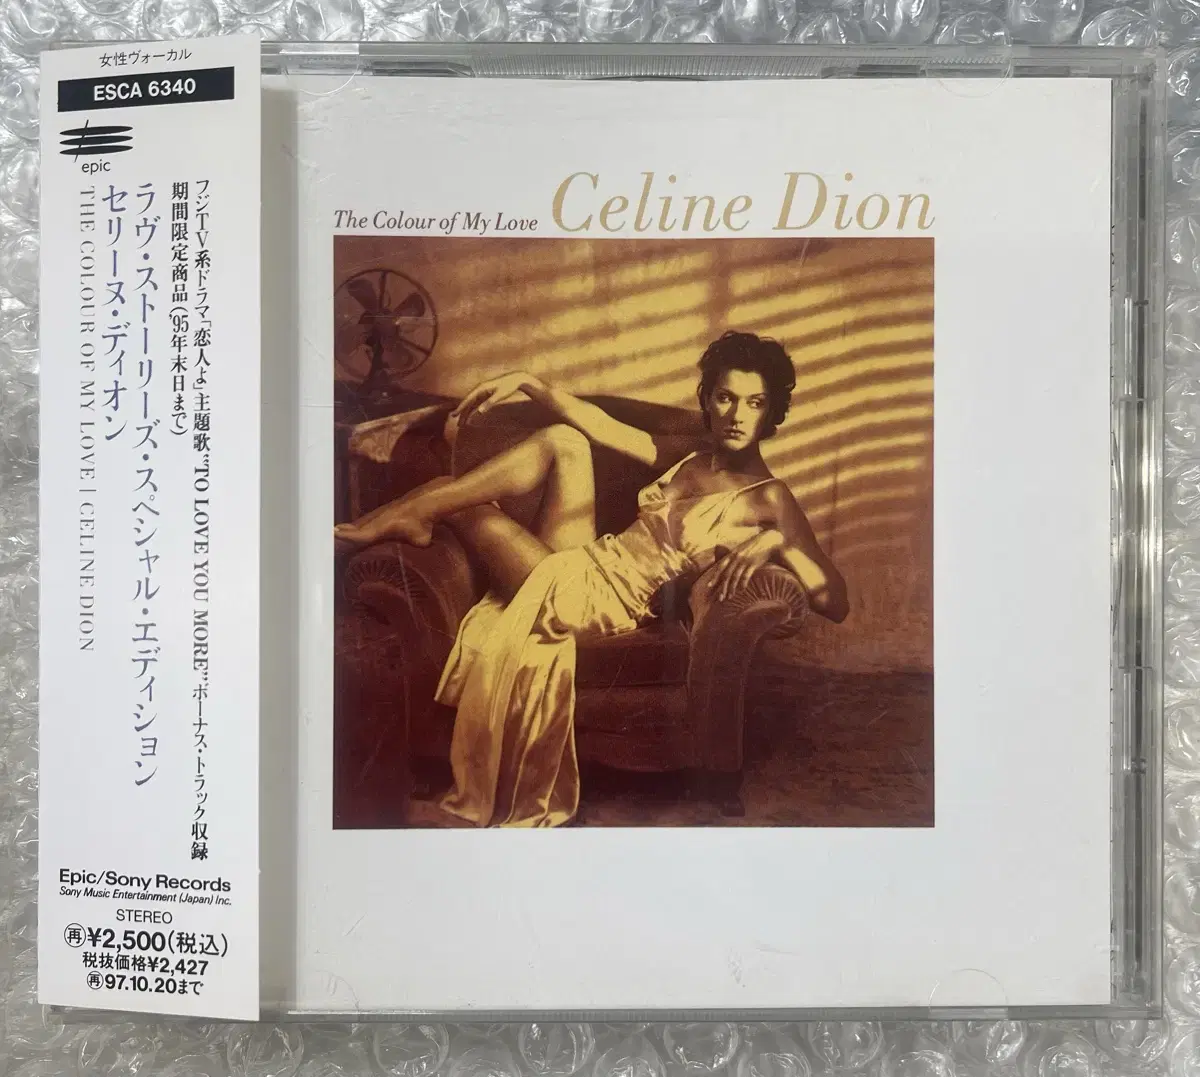 女性ヴォーカル
ESCA 6340
epic
フジTV系ドラマ「恋人よ」主題歌“TO LOVE YOU MORE”ボーナス・トラック収録
期間限定商品('95年末日まで)
ラヴ・ストーリーズ・スペシャル・エディション
セリーヌ・ディオン
THE COLOUR OF MY LOVE | CELINE DION
Epic/Sony Records
Sony Music Entertainment (Japan) Inc.
STEREO
再¥2,500(税込)
税抜価格¥2,427
再97.10.20まで
The Colour of My Love Celine Dion